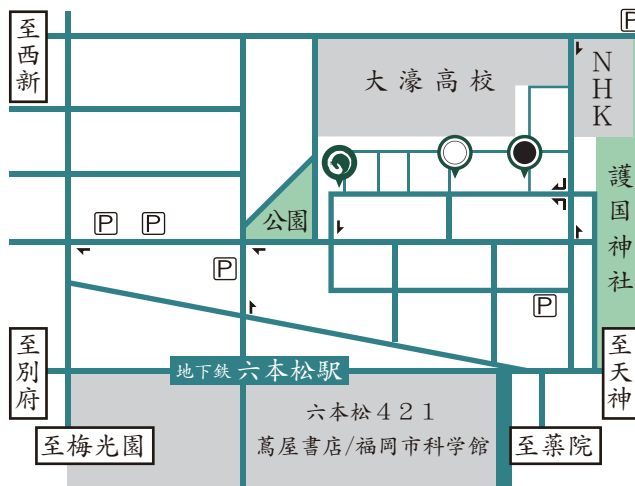 至西新
P
大濠高校
NHK
護国神社
公園
P
P
P
P
至別府
地下鉄 六本松駅
至天神
六本松421
蔦屋書店/福岡市科学館
至梅光園
至薬院